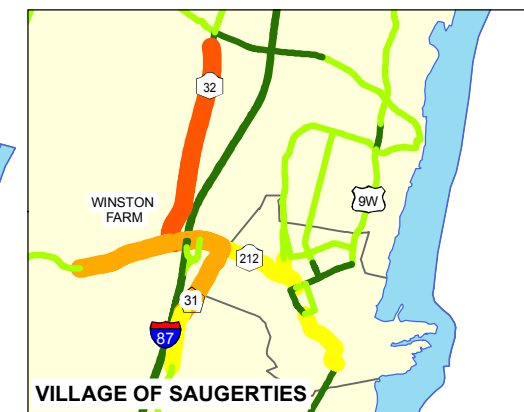 32
WINSTON
FARM
9W
212
31
87
VILLAGE OF SAUGERTIES